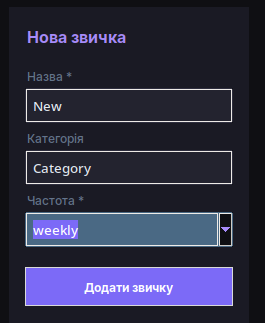 Нова звичка
Назва *
New
Категорія
Category
Частота *
weekly
Додати звичку